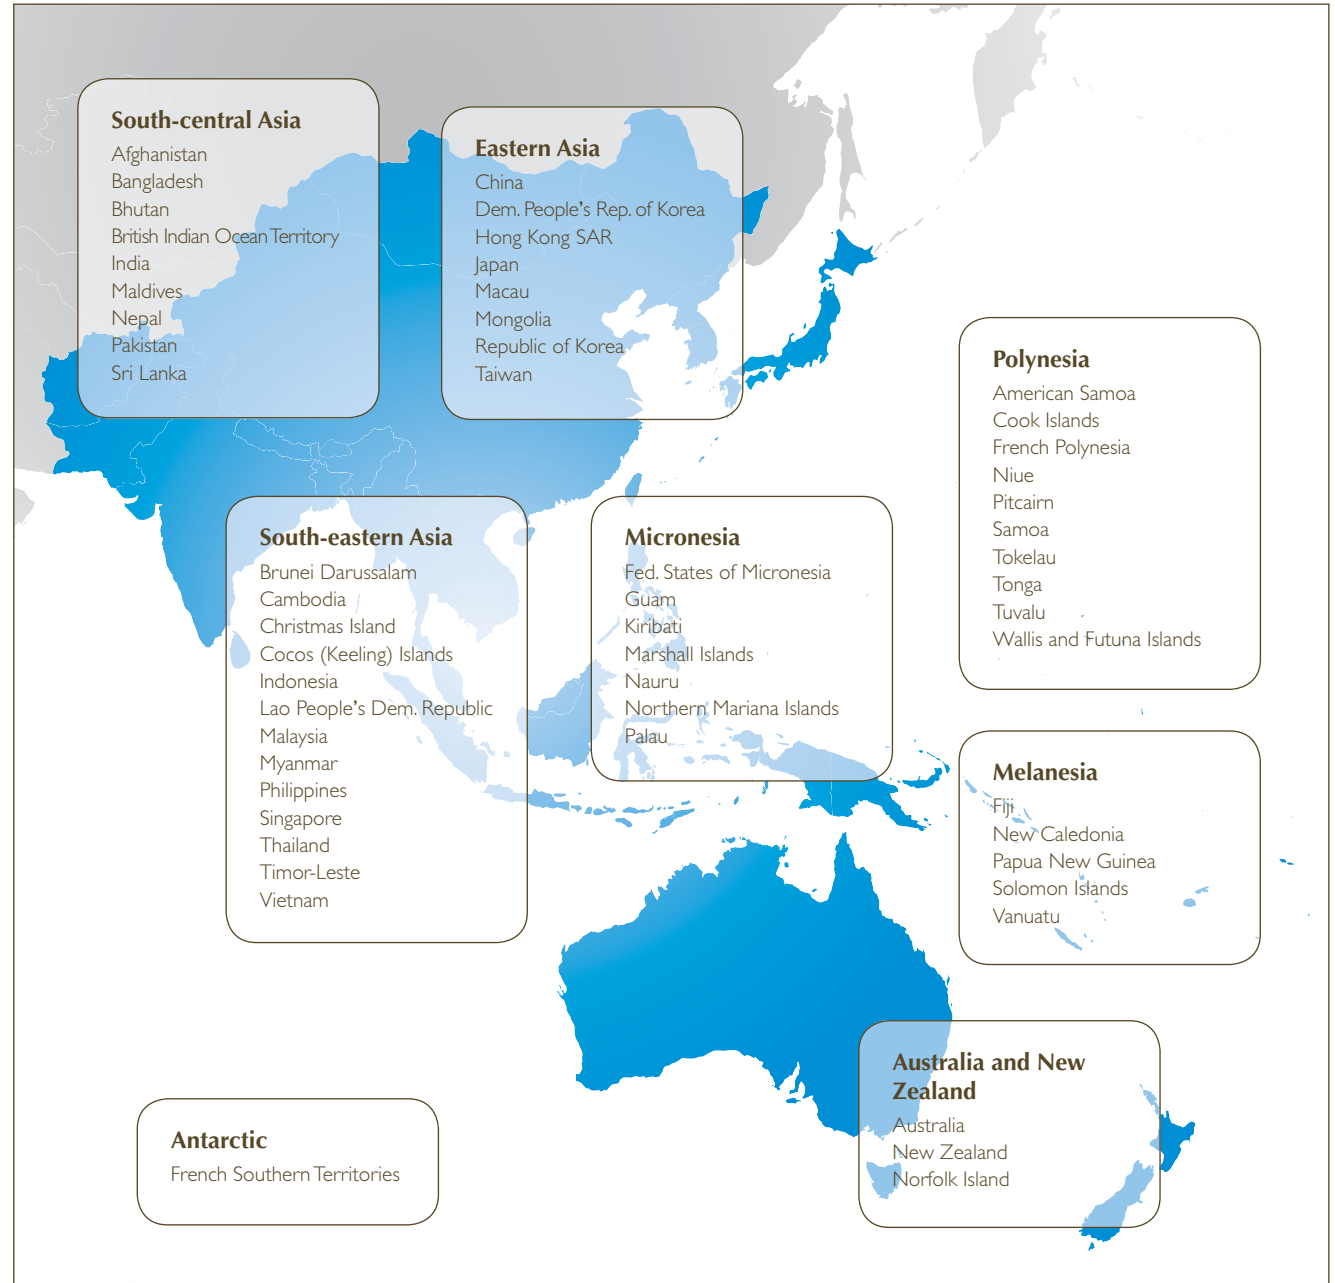 South-central Asia
Afghanistan
Bangladesh
Bhutan
British Indian Ocean Territory
India
Maldives
Nepal
Pakistan
Sri Lanka
Eastern Asia
China
Dem. People's Rep. of Korea
Hong Kong SAR
Japan
Macau
Mongolia
Republic of Korea
Taiwan
Polynesia
American Samoa
Cook Islands
French Polynesia
Niue
Pitcairn
Samoa
Tokelau
Tonga
Tuvalu
Wallis and Futuna Islands
South-eastern Asia
Brunei Darussalam
Cambodia
Christmas Island
Cocos (Keeling) Islands
Indonesia
Lao People's Dem. Republic
Malaysia
Myanmar
Philippines
Singapore
Thailand
Timor-Leste
Vietnam
Micronesia
Fed. States of Micronesia
Guam
Kiribati
Marshall Islands
Nauru
Northern Mariana Islands
Palau
Melanesia
Fiji
New Caledonia
Papua New Guinea
Solomon Islands
Vanuatu
Australia and New
Zealand
Australia
New Zealand
Norfolk Island
Antarctic
French Southern Territories